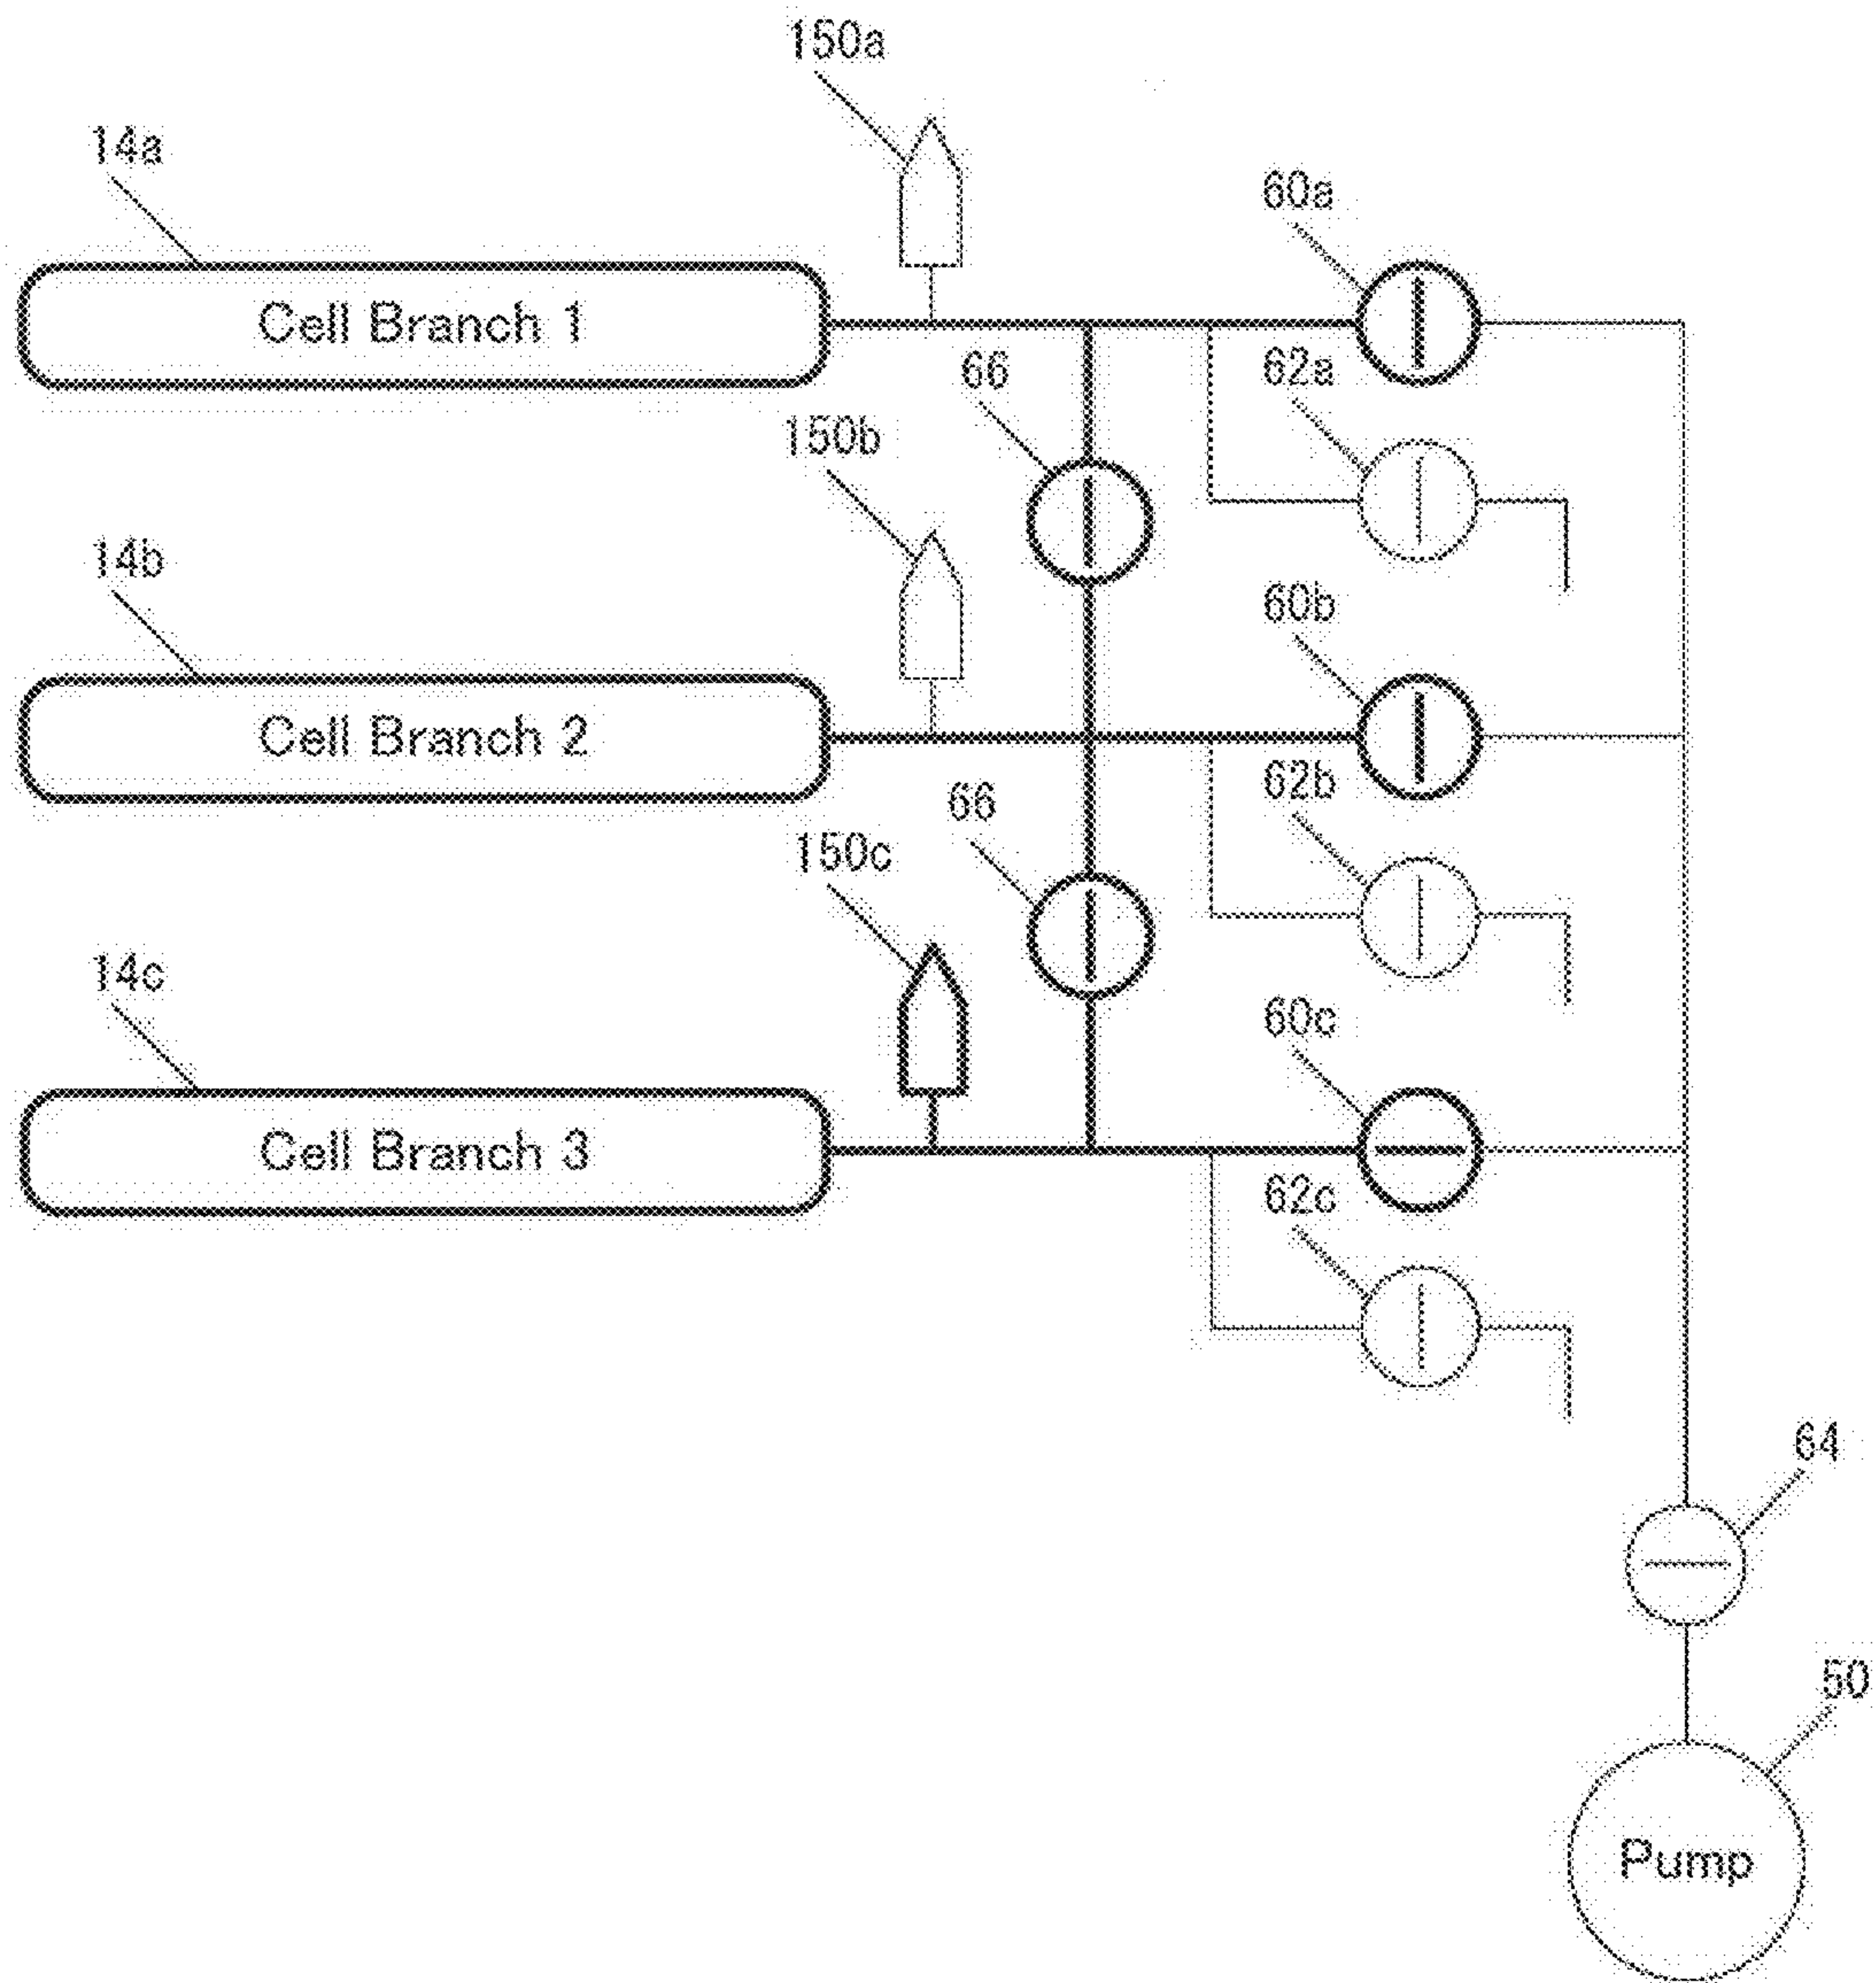 150a
14a
60a
Cell Branch 1
66
62a
150b
14b
60b
Cell Branch 2
62b
66
150c
14c
60c
Cell Branch 3
62c
64
50
Pump